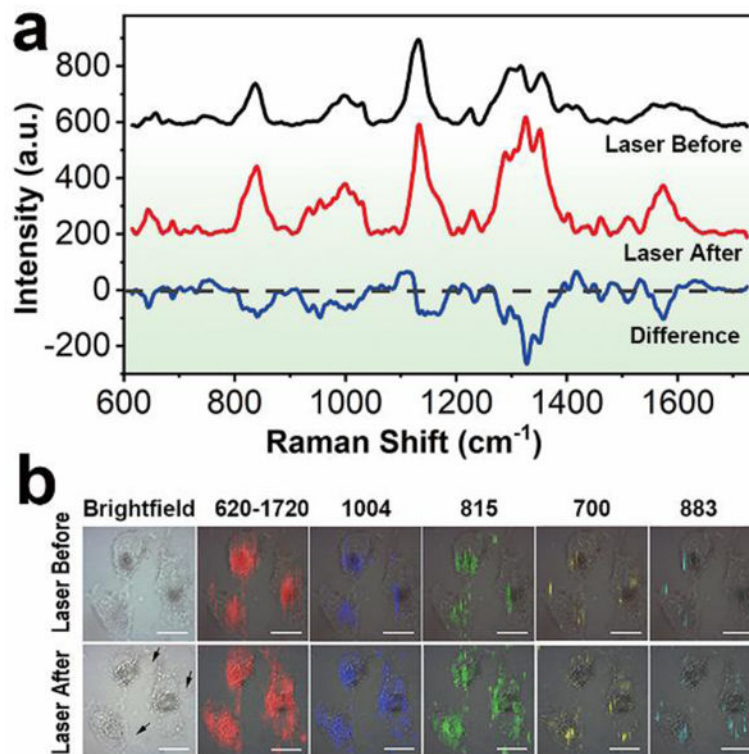 a
800
600
400
200
0
-200
Intensity (a.u.)
Laser Before
Laser After
Difference
600 800 1000 1200 1400 1600
Raman Shift (cm⁻¹)
b
Brightfield 620-1720 1004 815 700 883
Laser Before
Laser After